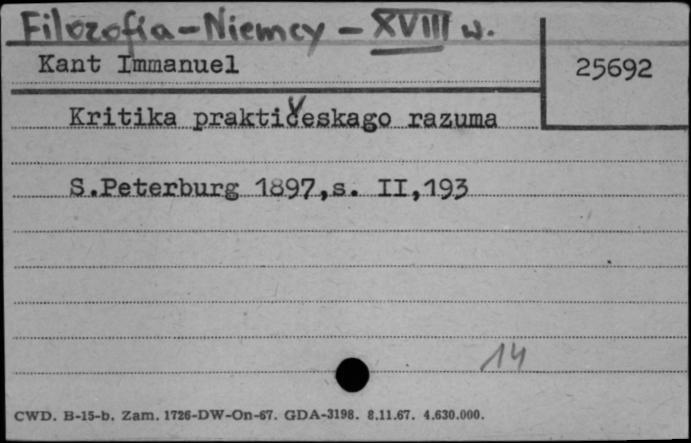 Filozofia - Niemcy - XVIII w.
Kant Immanuel
25692
Kritika praktičeskago razuma
S.Peterburg 1897,s. II,193
14
CWD. B-15-b. Zam. 1726-DW-On-67. GDA-3198. 8.11.67. 4.630.000.